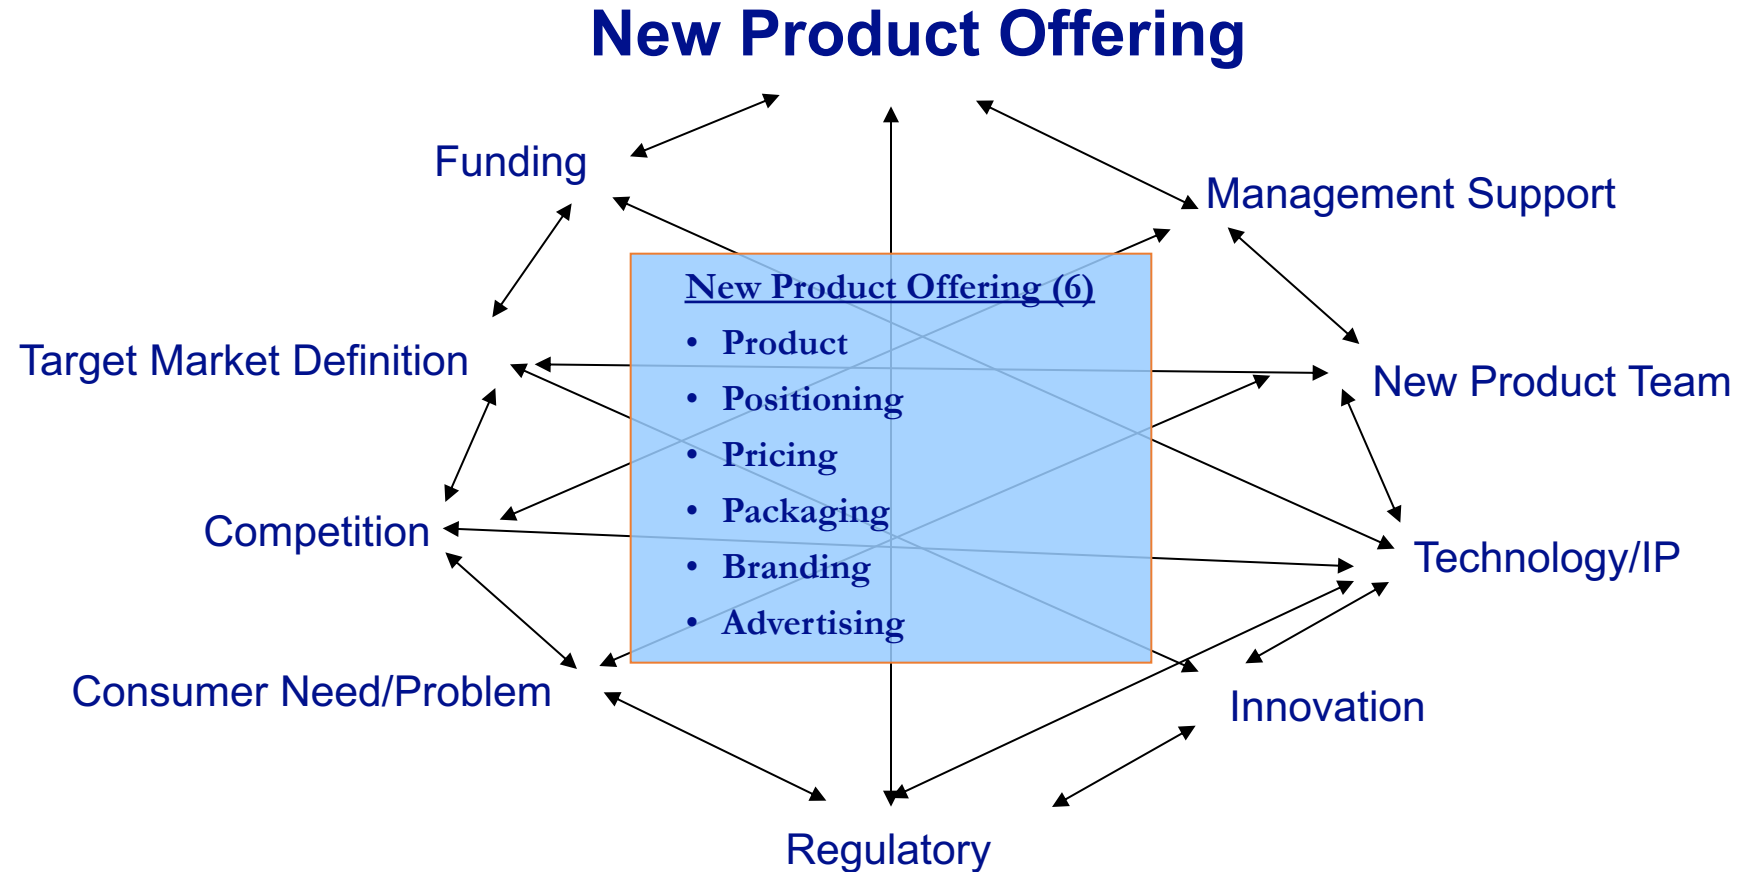 New Product Offering
Funding
Management Support
New Product Offering (6)
• Product
Target Market Definition
New Product Team
• Positioning
• Pricing
• Packaging
Competition
Technology/IP
• Branding
• Advertising
Consumer Need/Problem
Innovation
Regulatory